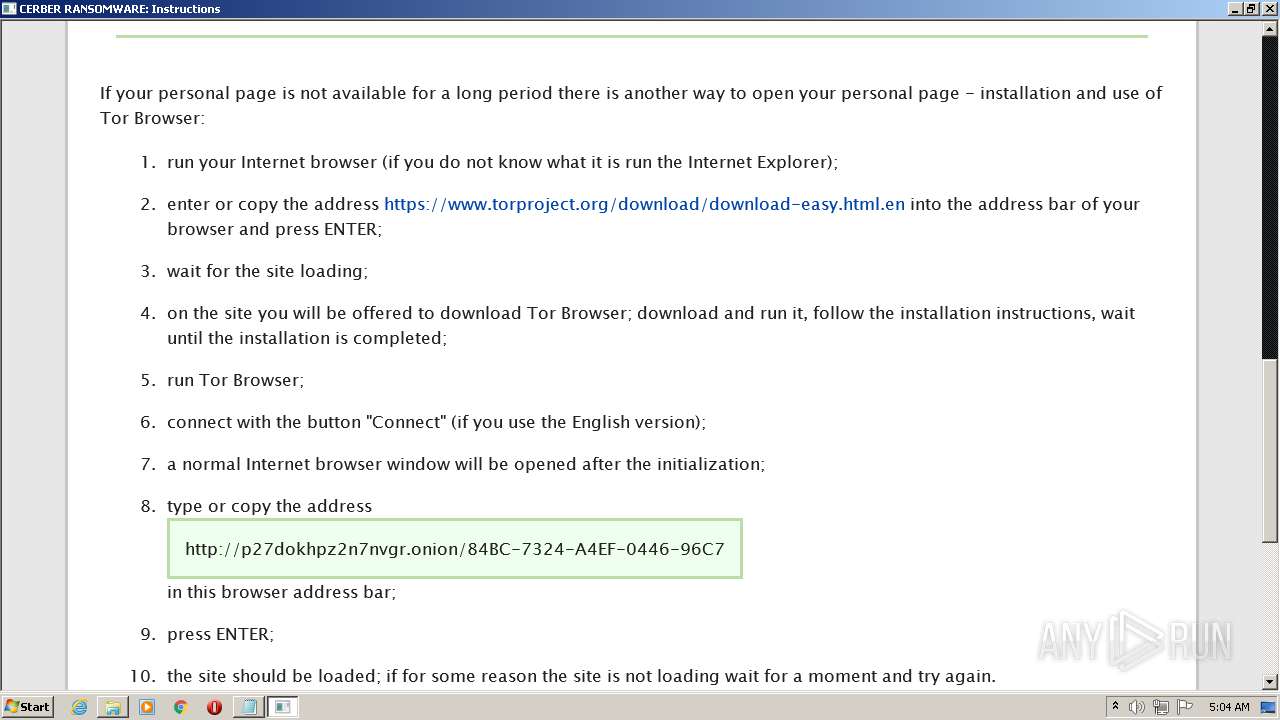 CERBER RANSOMWARE: Instructions
If your personal page is not available for a long period there is another way to open your personal page - installation and use of
Tor Browser:
1. run your Internet browser (if you do not know what it is run the Internet Explorer);
2. enter or copy the address https://www.torproject.org/download/download-easy.html.en into the address bar of your
browser and press ENTER;
3. wait for the site loading;
4. on the site you will be offered to download Tor Browser; download and run it, follow the installation instructions, wait
until the installation is completed;
5. run Tor Browser;
6. connect with the button "Connect" (if you use the English version);
7. a normal Internet browser window will be opened after the initialization;
8. type or copy the address
http://p27dokhpz2n7nvgr.onion/84BC-7324-A4EF-0446-96C7
in this browser address bar;
9. press ENTER;
10. the site should be loaded; if for some reason the site is not loading wait for a moment and try again.
ANY RUN
Start
5:04 AM